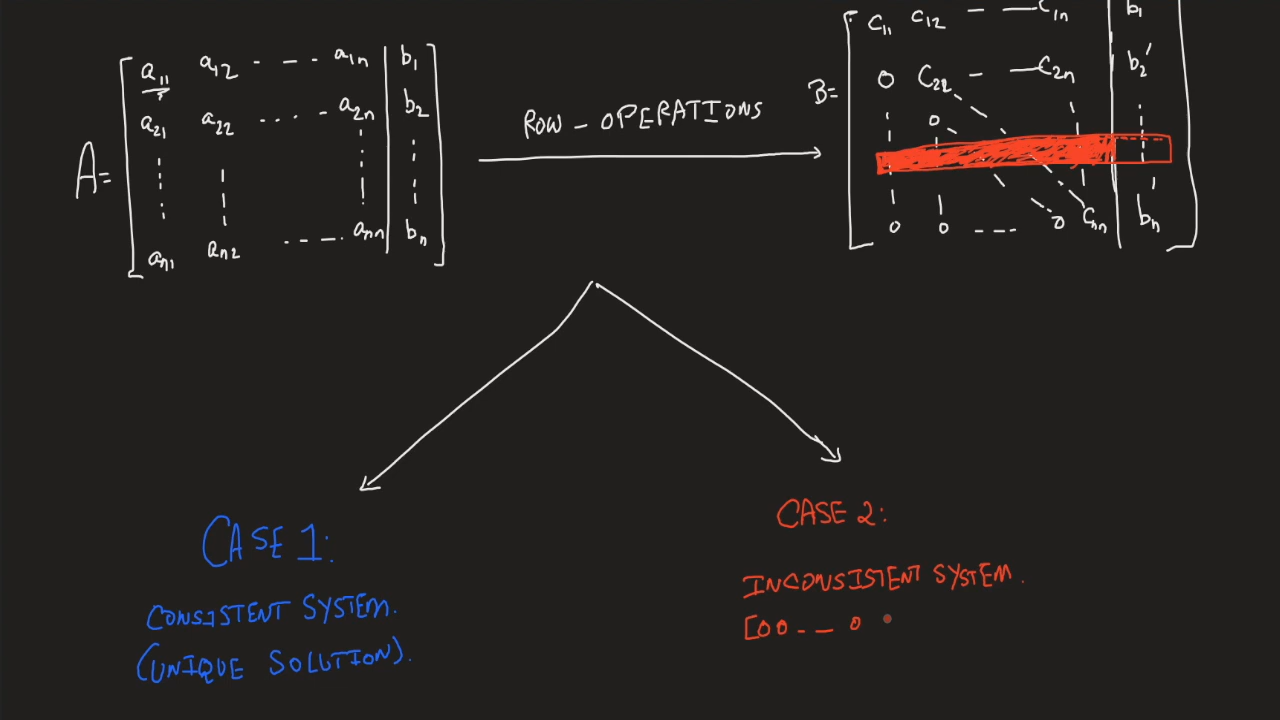 A= [ a11 a12 - - - a1n | b1 ]
a21 a22 - - - - a2n | b2
an1 an2 - - - - ann | bn
ROW - OPERATIONS
B= [ C11 C12 - — C1n | b1 ]
0 C22 - — C2n | b2'
0
0 0 - - - 0 Cnn | bn'
CASE 1:
CONSISTENT SYSTEM.
(UNIQUE SOLUTION).
CASE 2:
INCONSISTENT SYSTEM.
[00 - — 0